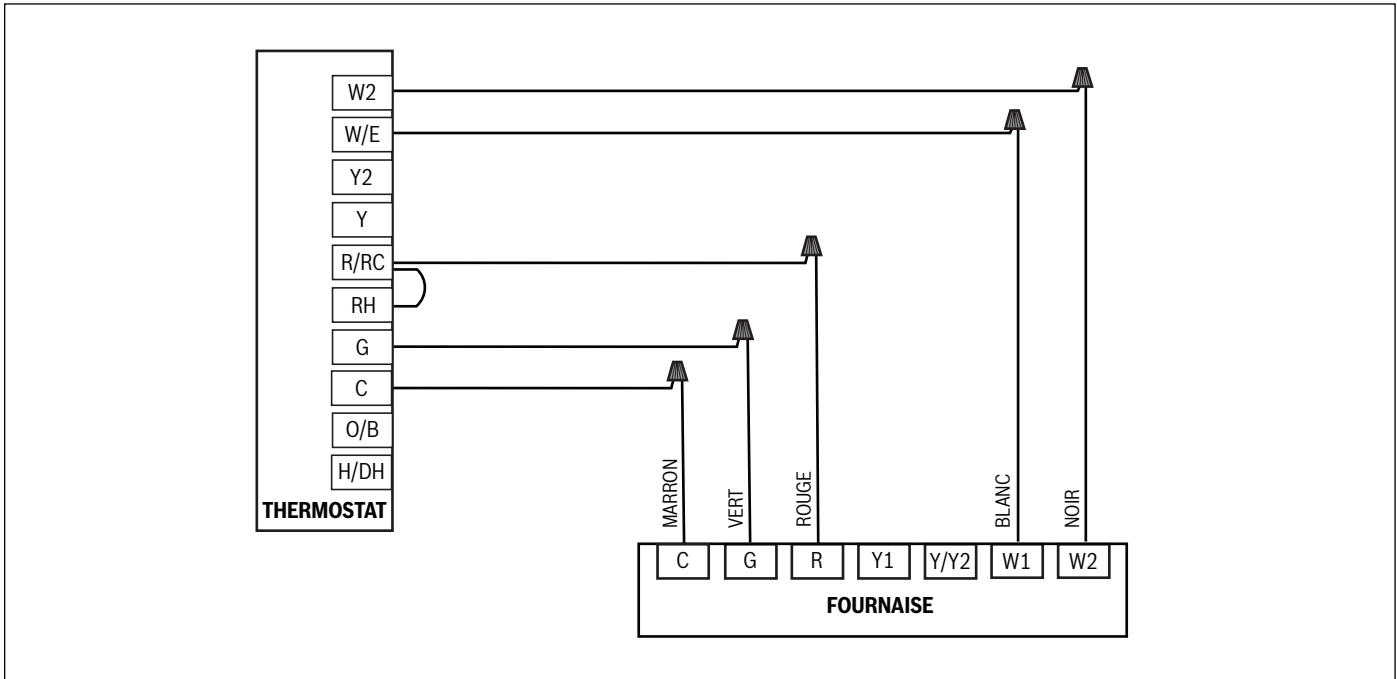 W2
W/E
Y2
Y
R/RC
RH
G
C
O/B
H/DH
THERMOSTAT
MARRON
VERT
ROUGE
BLANC
NOIR
C
G
R
Y1
Y/Y2
W1
W2
FOURNAISE